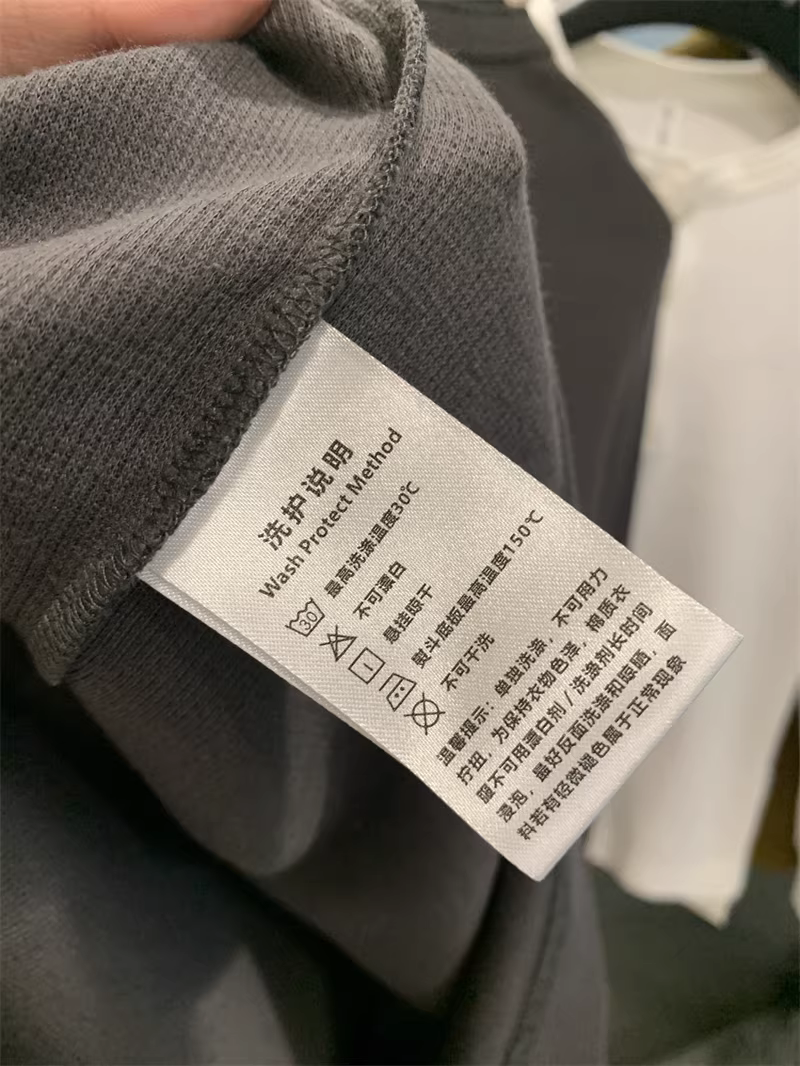 洗护说明
Wash Protect Method
30 最高洗涤温度30℃
不可漂白
悬挂晾干
熨斗底板最高温度150℃
不可干洗
温馨提示：单独洗涤，不可用力
拧扭，为保持衣物色泽，棉质衣
服不可用漂白剂/洗涤剂长时间
浸泡，最好反面洗涤和晾晒，面
料若有轻微褪色属于正常现象